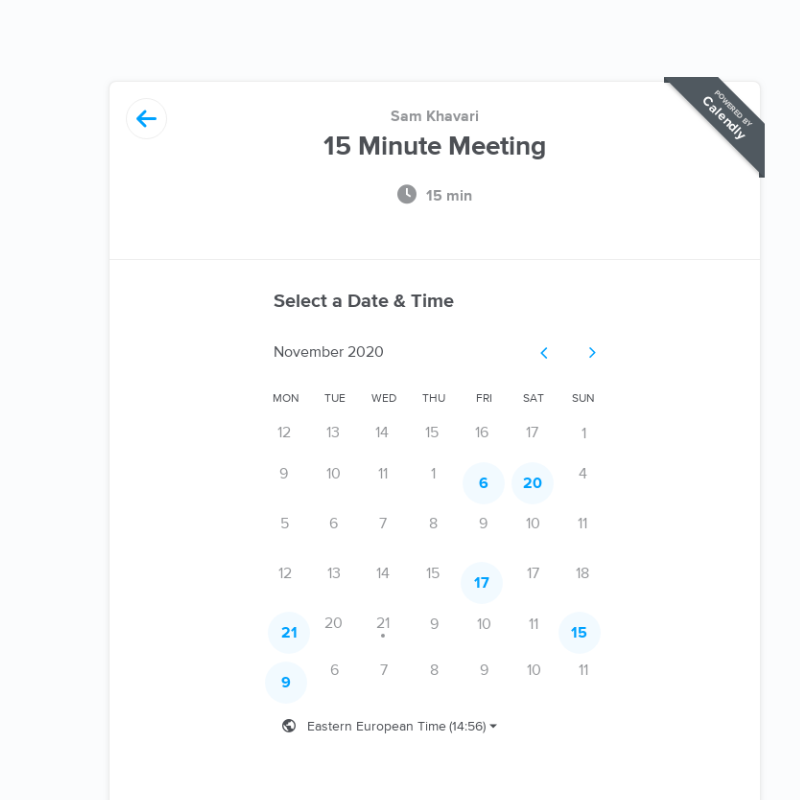 Sam Khavari
15 Minute Meeting
POWERED BY
Calendly
15 min
Select a Date & Time
November 2020
MON TUE WED THU FRI SAT SUN
12 13 14 15 16 17 1
9 10 11 1 6 20 4
5 6 7 8 9 10 11
12 13 14 15 17 17 18
21 20 21 9 10 11 15
9 6 7 8 9 10 11
Eastern European Time (14:56)